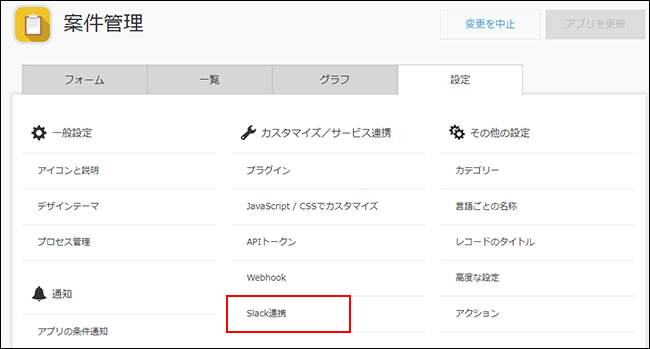 案件管理
変更を中止
アプリを更新
フォーム
一覧
グラフ
設定
一般設定
アイコンと説明
デザインテーマ
プロセス管理
通知
アプリの条件通知
カスタマイズ／サービス連携
プラグイン
JavaScript / CSSでカスタマイズ
APIトークン
Webhook
Slack連携
その他の設定
カテゴリー
言語ごとの名称
レコードのタイトル
高度な設定
アクション